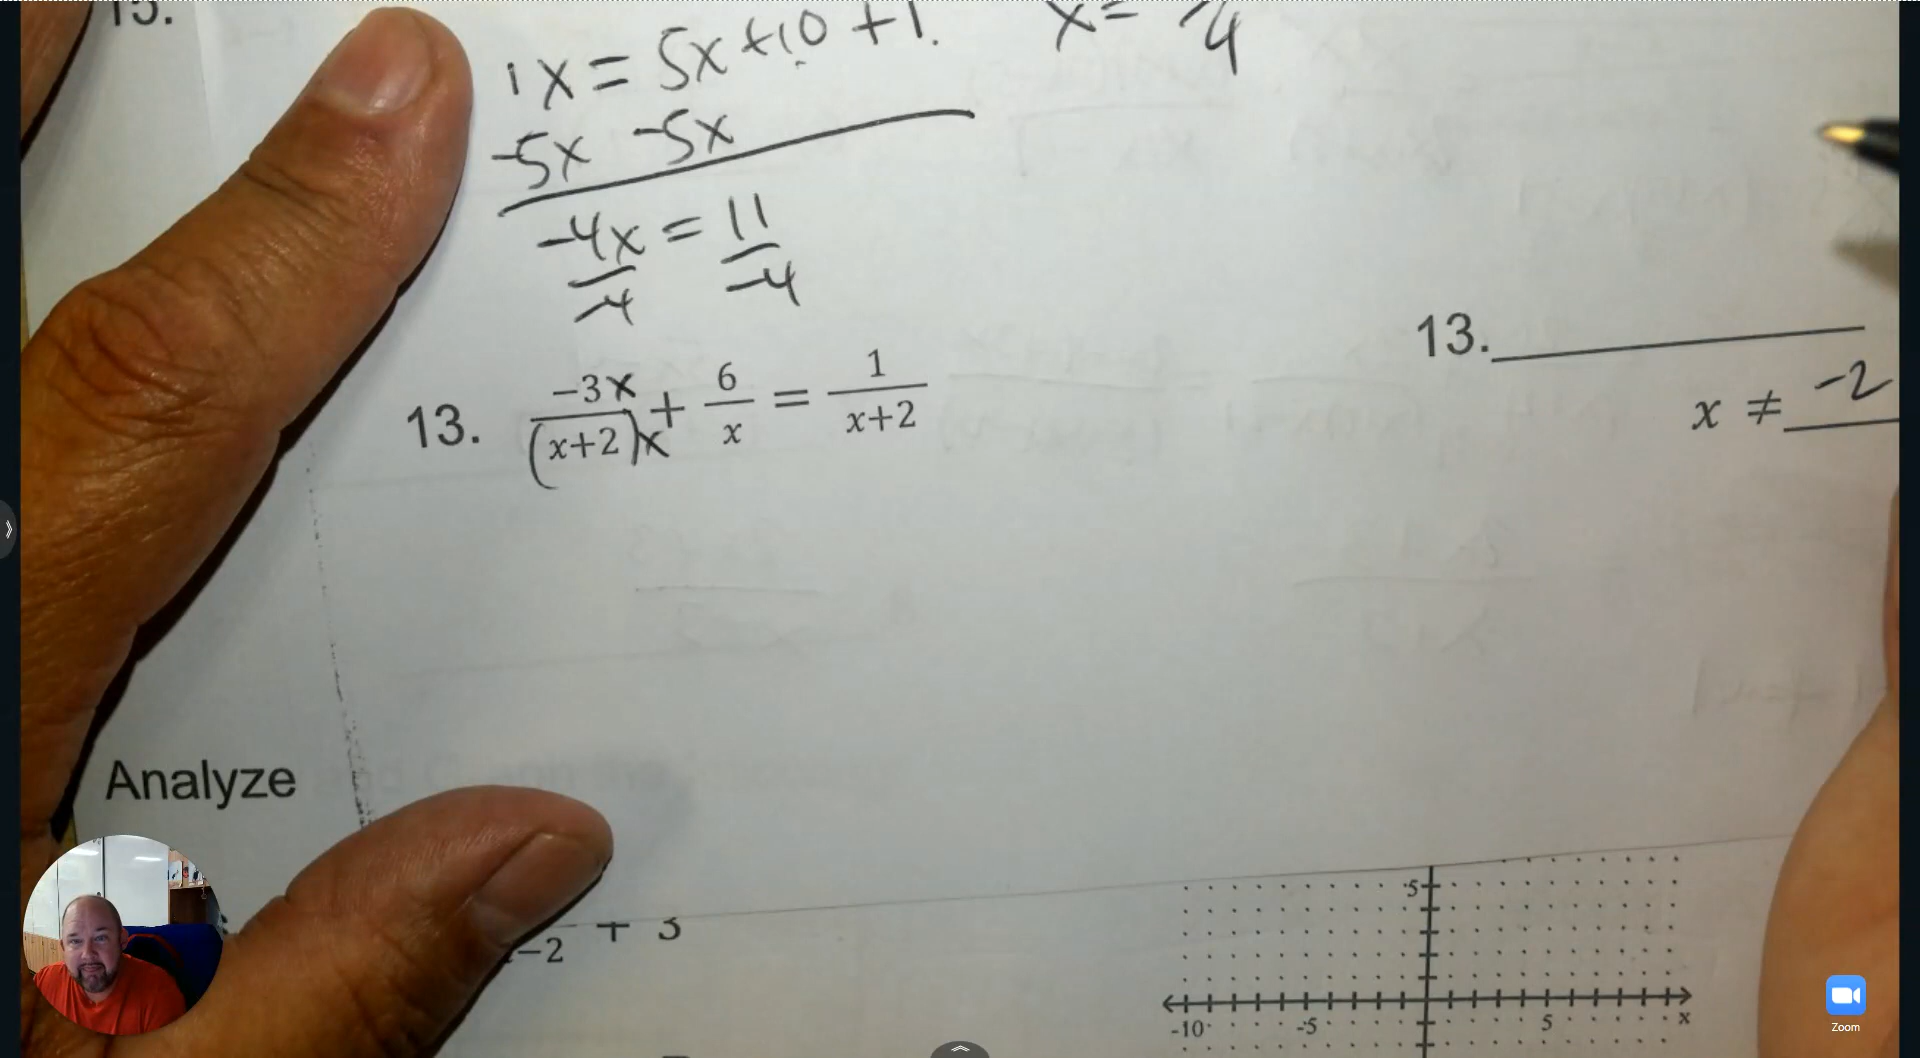 1x = 5x +10 +1.
x = /4
-5x -5x
-4x = 11
-4 -4
13.
13. -3x/(x+2)x + 6/x = 1/x+2
x ≠ -2
Analyze
-2 + 3
5
-10 -5 5 x
Zoom